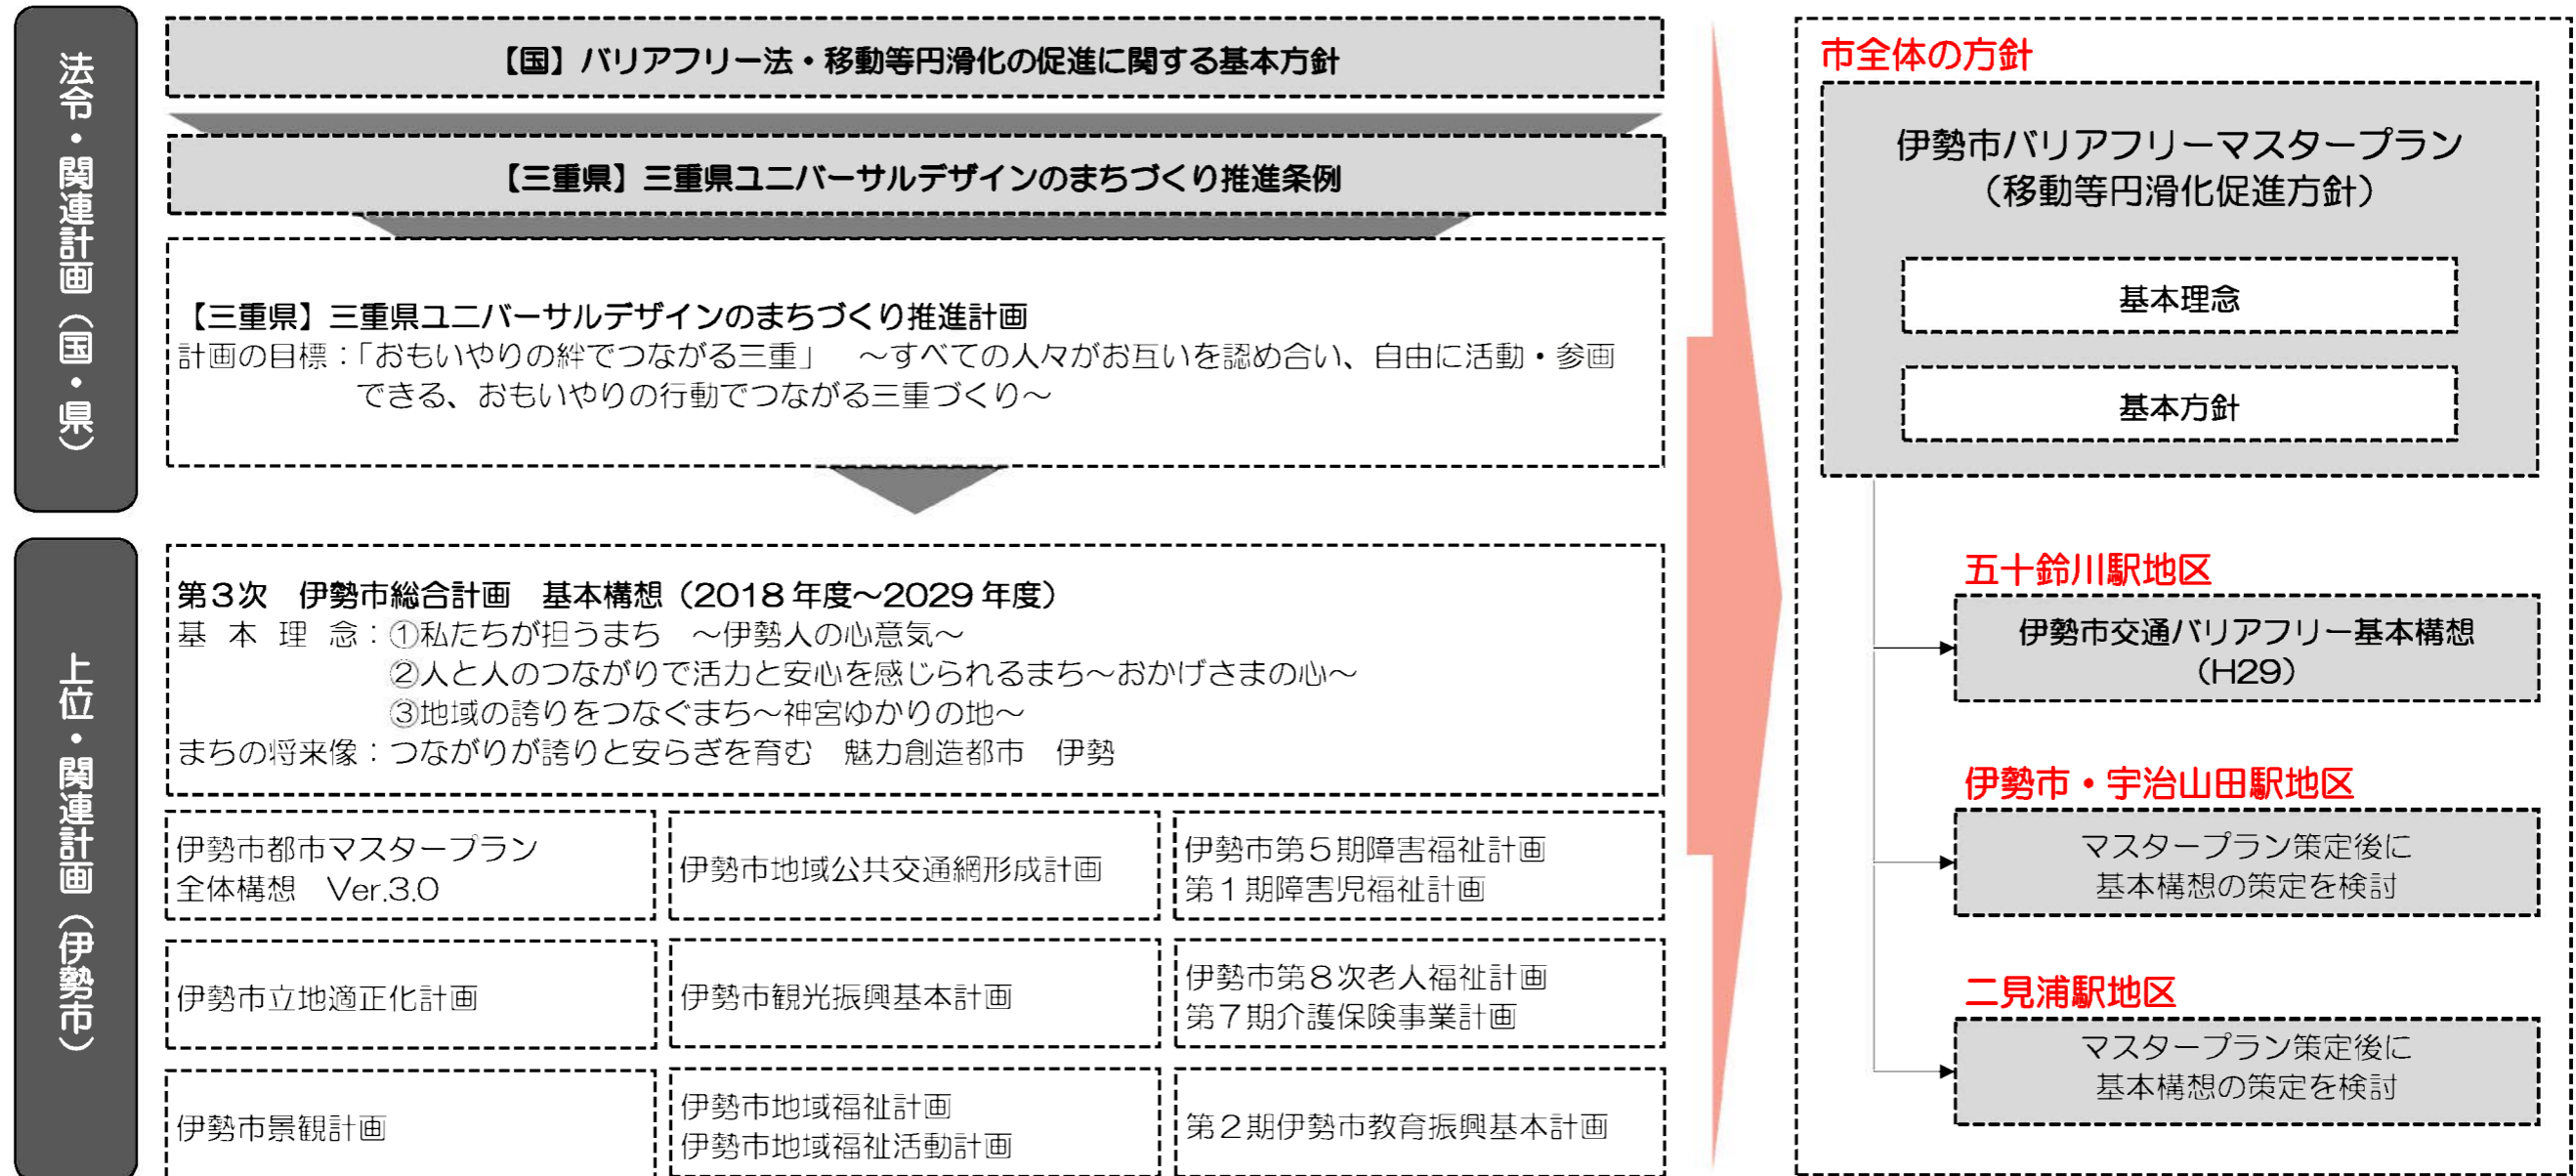 法令・関連計画（国・県）
【国】バリアフリー法・移動等円滑化の促進に関する基本方針
【三重県】三重県ユニバーサルデザインのまちづくり推進条例
【三重県】三重県ユニバーサルデザインのまちづくり推進計画
計画の目標：「おもいやりの絆でつながる三重」　～すべての人々がお互いを認め合い、自由に活動・参画
できる、おもいやりの行動でつながる三重づくり～
上位・関連計画（伊勢市）
第３次　伊勢市総合計画　基本構想（2018年度～2029年度）
基 本 理 念：①私たちが担うまち　～伊勢人の心意気～
②人と人のつながりで活力と安心を感じられるまち～おかげさまの心～
③地域の誇りをつなぐまち～神宮ゆかりの地～
まちの将来像：つながりが誇りと安らぎを育む　魅力創造都市　伊勢
伊勢市都市マスタープラン
全体構想　Ver.3.0
伊勢市地域公共交通網形成計画
伊勢市第５期障害福祉計画
第１期障害児福祉計画
伊勢市立地適正化計画
伊勢市観光振興基本計画
伊勢市第８次老人福祉計画
第７期介護保険事業計画
伊勢市景観計画
伊勢市地域福祉計画
伊勢市地域福祉活動計画
第２期伊勢市教育振興基本計画
市全体の方針
伊勢市バリアフリーマスタープラン
（移動等円滑化促進方針）
基本理念
基本方針
五十鈴川駅地区
伊勢市交通バリアフリー基本構想
（H29）
伊勢市・宇治山田駅地区
マスタープラン策定後に
基本構想の策定を検討
二見浦駅地区
マスタープラン策定後に
基本構想の策定を検討